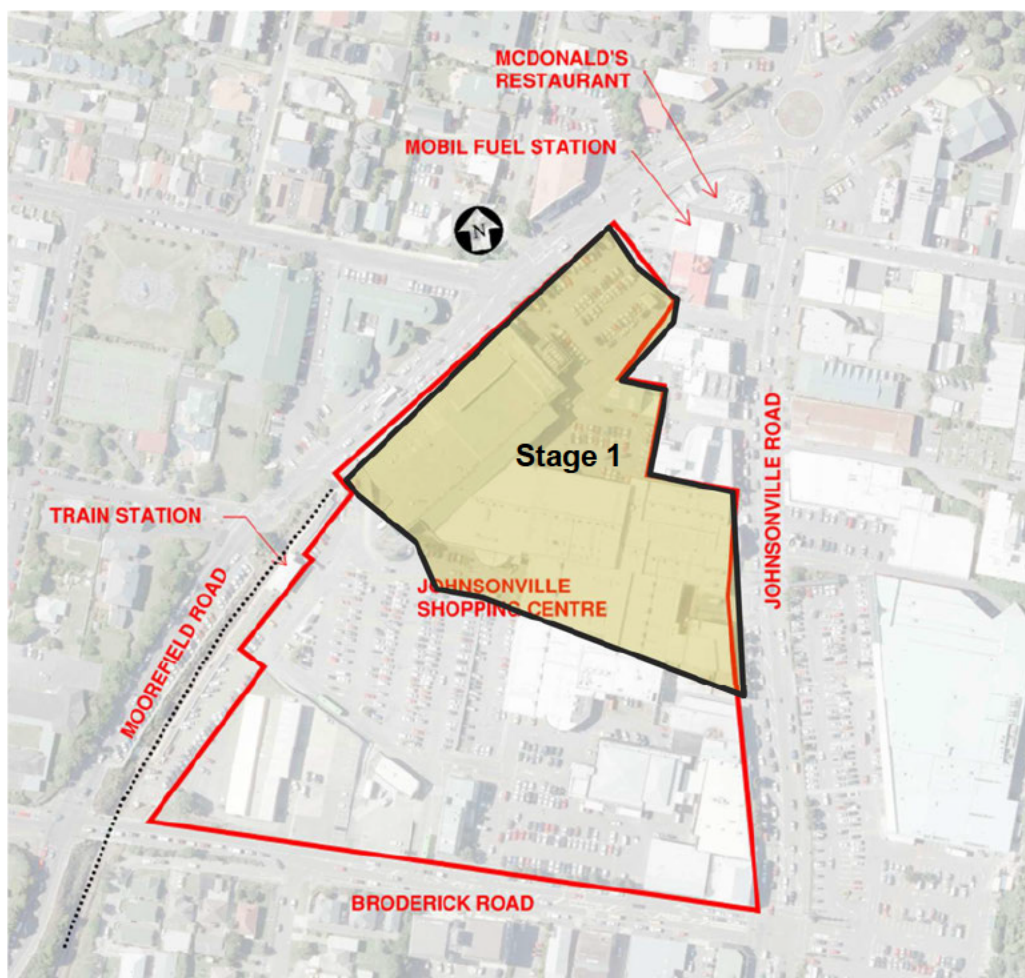 MCDONALD'S
RESTAURANT
MOBIL FUEL STATION
N
Stage 1
JOHNSONVILLE ROAD
TRAIN STATION
JOHNSONVILLE
SHOPPING CENTRE
MOOREFIELD ROAD
BRODERICK ROAD